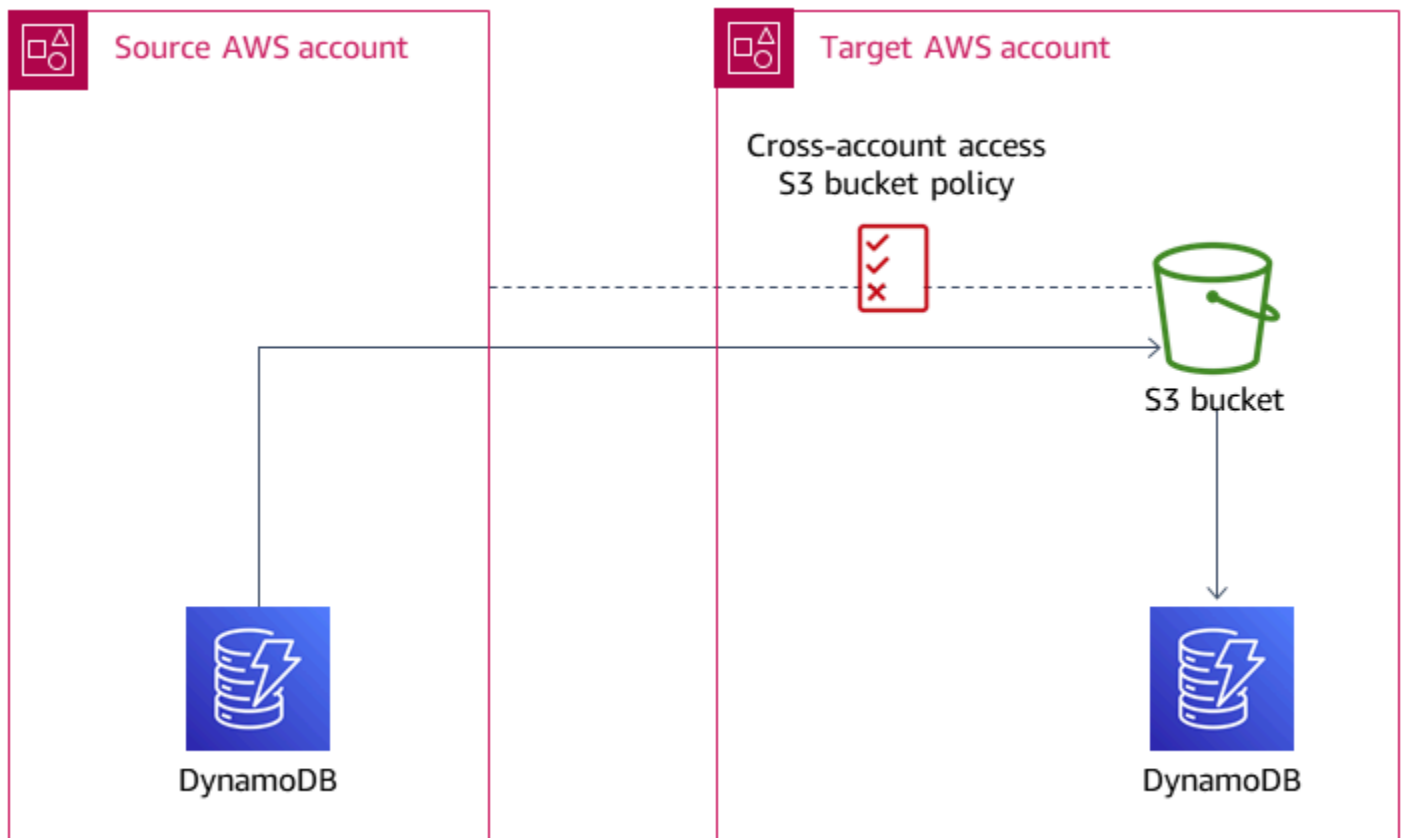 Source AWS account
Target AWS account
Cross-account access
S3 bucket policy
S3 bucket
DynamoDB
DynamoDB